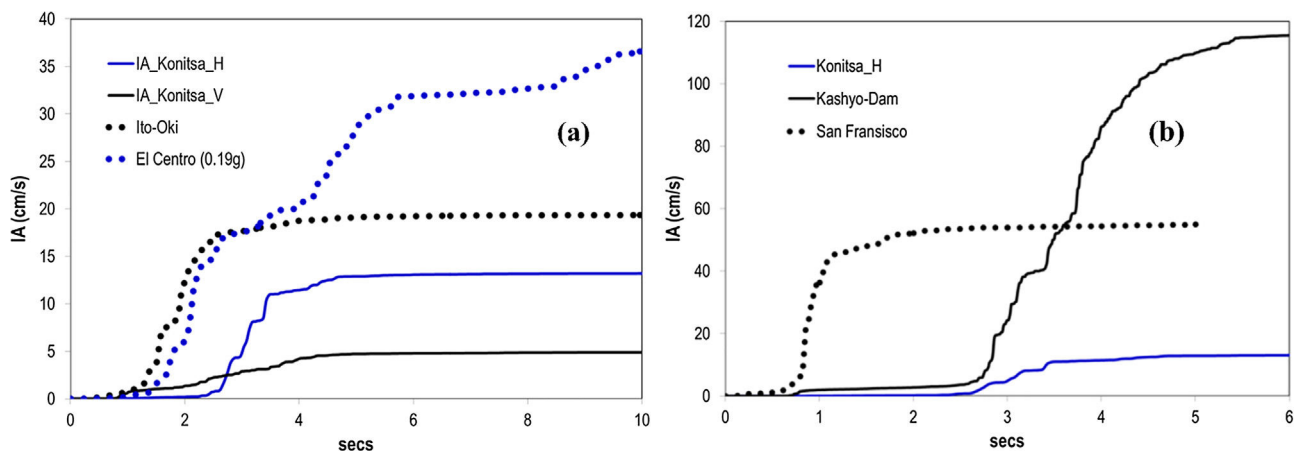 40
35
30
25
20
15
10
5
0
IA (cm/s)
IA_Konitsa_H
IA_Konitsa_V
Ito-Oki
El Centro (0.19g)
(a)
0 2 4 6 8 10
secs
120
100
80
60
40
20
0
IA (cm/s)
Konitsa_H
Kashyo-Dam
San Fransisco
(b)
0 1 2 3 4 5 6
secs